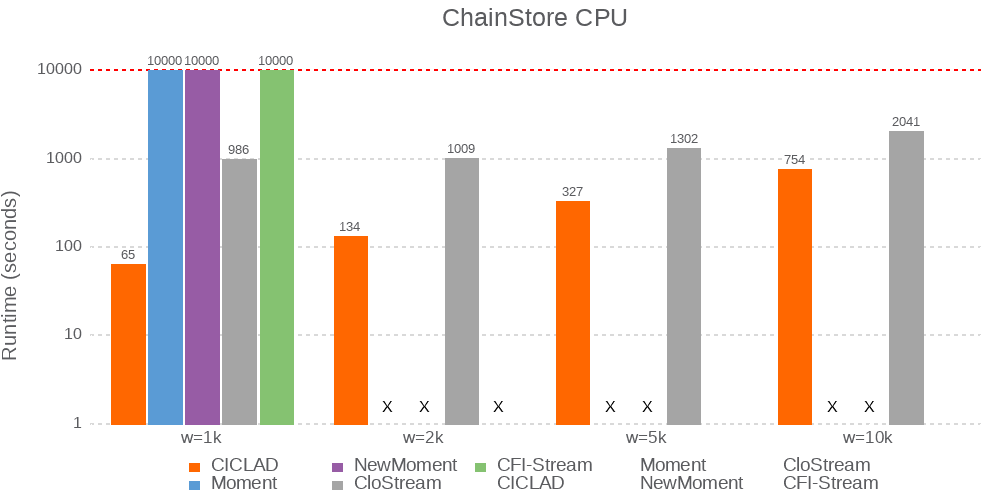 ChainStore CPU
Runtime (seconds)
10000
1000
100
10
1
65
10000
10000
986
10000
134
X
X
1009
X
327
X
X
1302
754
X
X
2041
w=1k
w=2k
w=5k
w=10k
CICLAD
NewMoment
CFI-Stream
Moment
CloStream
Moment
CloStream
CICLAD
NewMoment
CFI-Stream